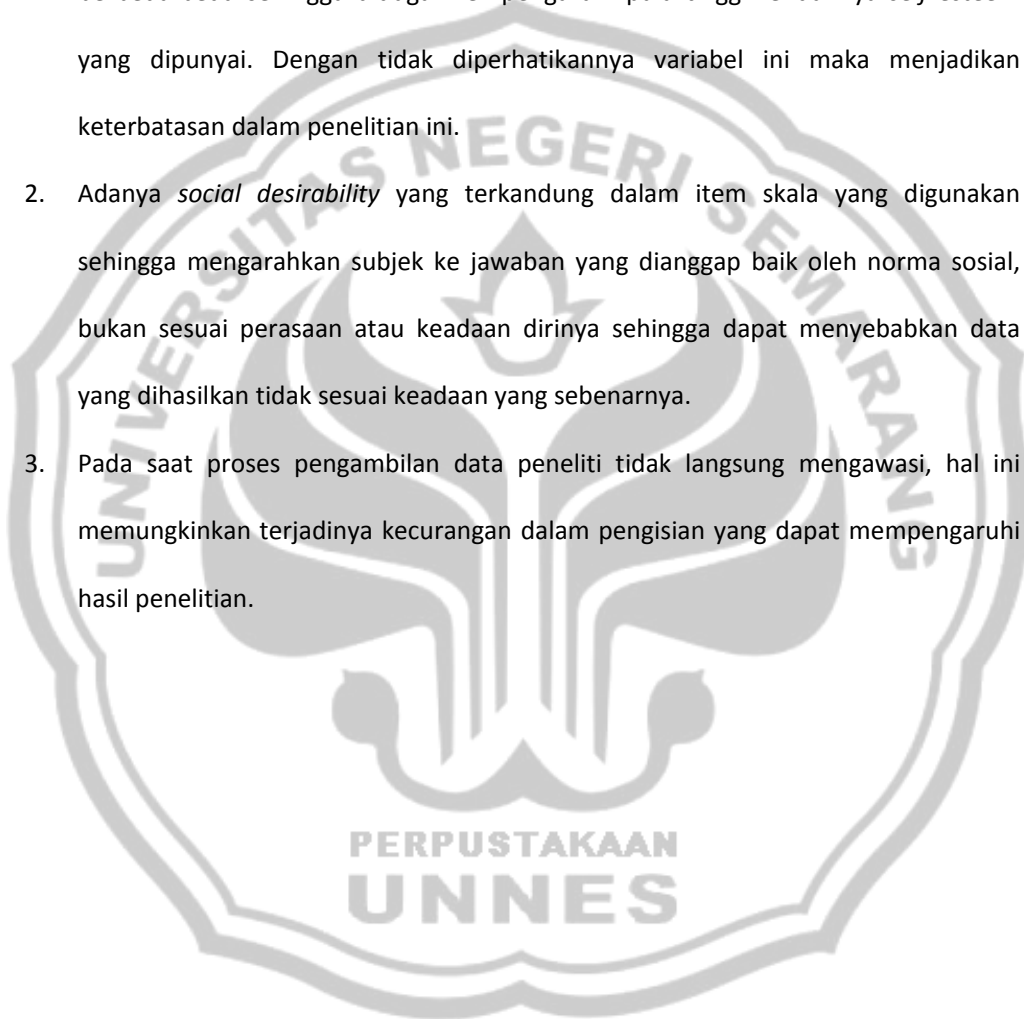 yang dipunyai. Dengan tidak diperhatikannya variabel ini maka menjadikan
keterbatasan dalam penelitian ini.
2. Adanya social desirability yang terkandung dalam item skala yang digunakan
sehingga mengarahkan subjek ke jawaban yang dianggap baik oleh norma sosial,
bukan sesuai perasaan atau keadaan dirinya sehingga dapat menyebabkan data
yang dihasilkan tidak sesuai keadaan yang sebenarnya.
3. Pada saat proses pengambilan data peneliti tidak langsung mengawasi, hal ini
memungkinkan terjadinya kecurangan dalam pengisian yang dapat mempengaruhi
hasil penelitian.
UNIVERSITAS NEGERI SEMARANG
PERPUSTAKAAN
UNNES